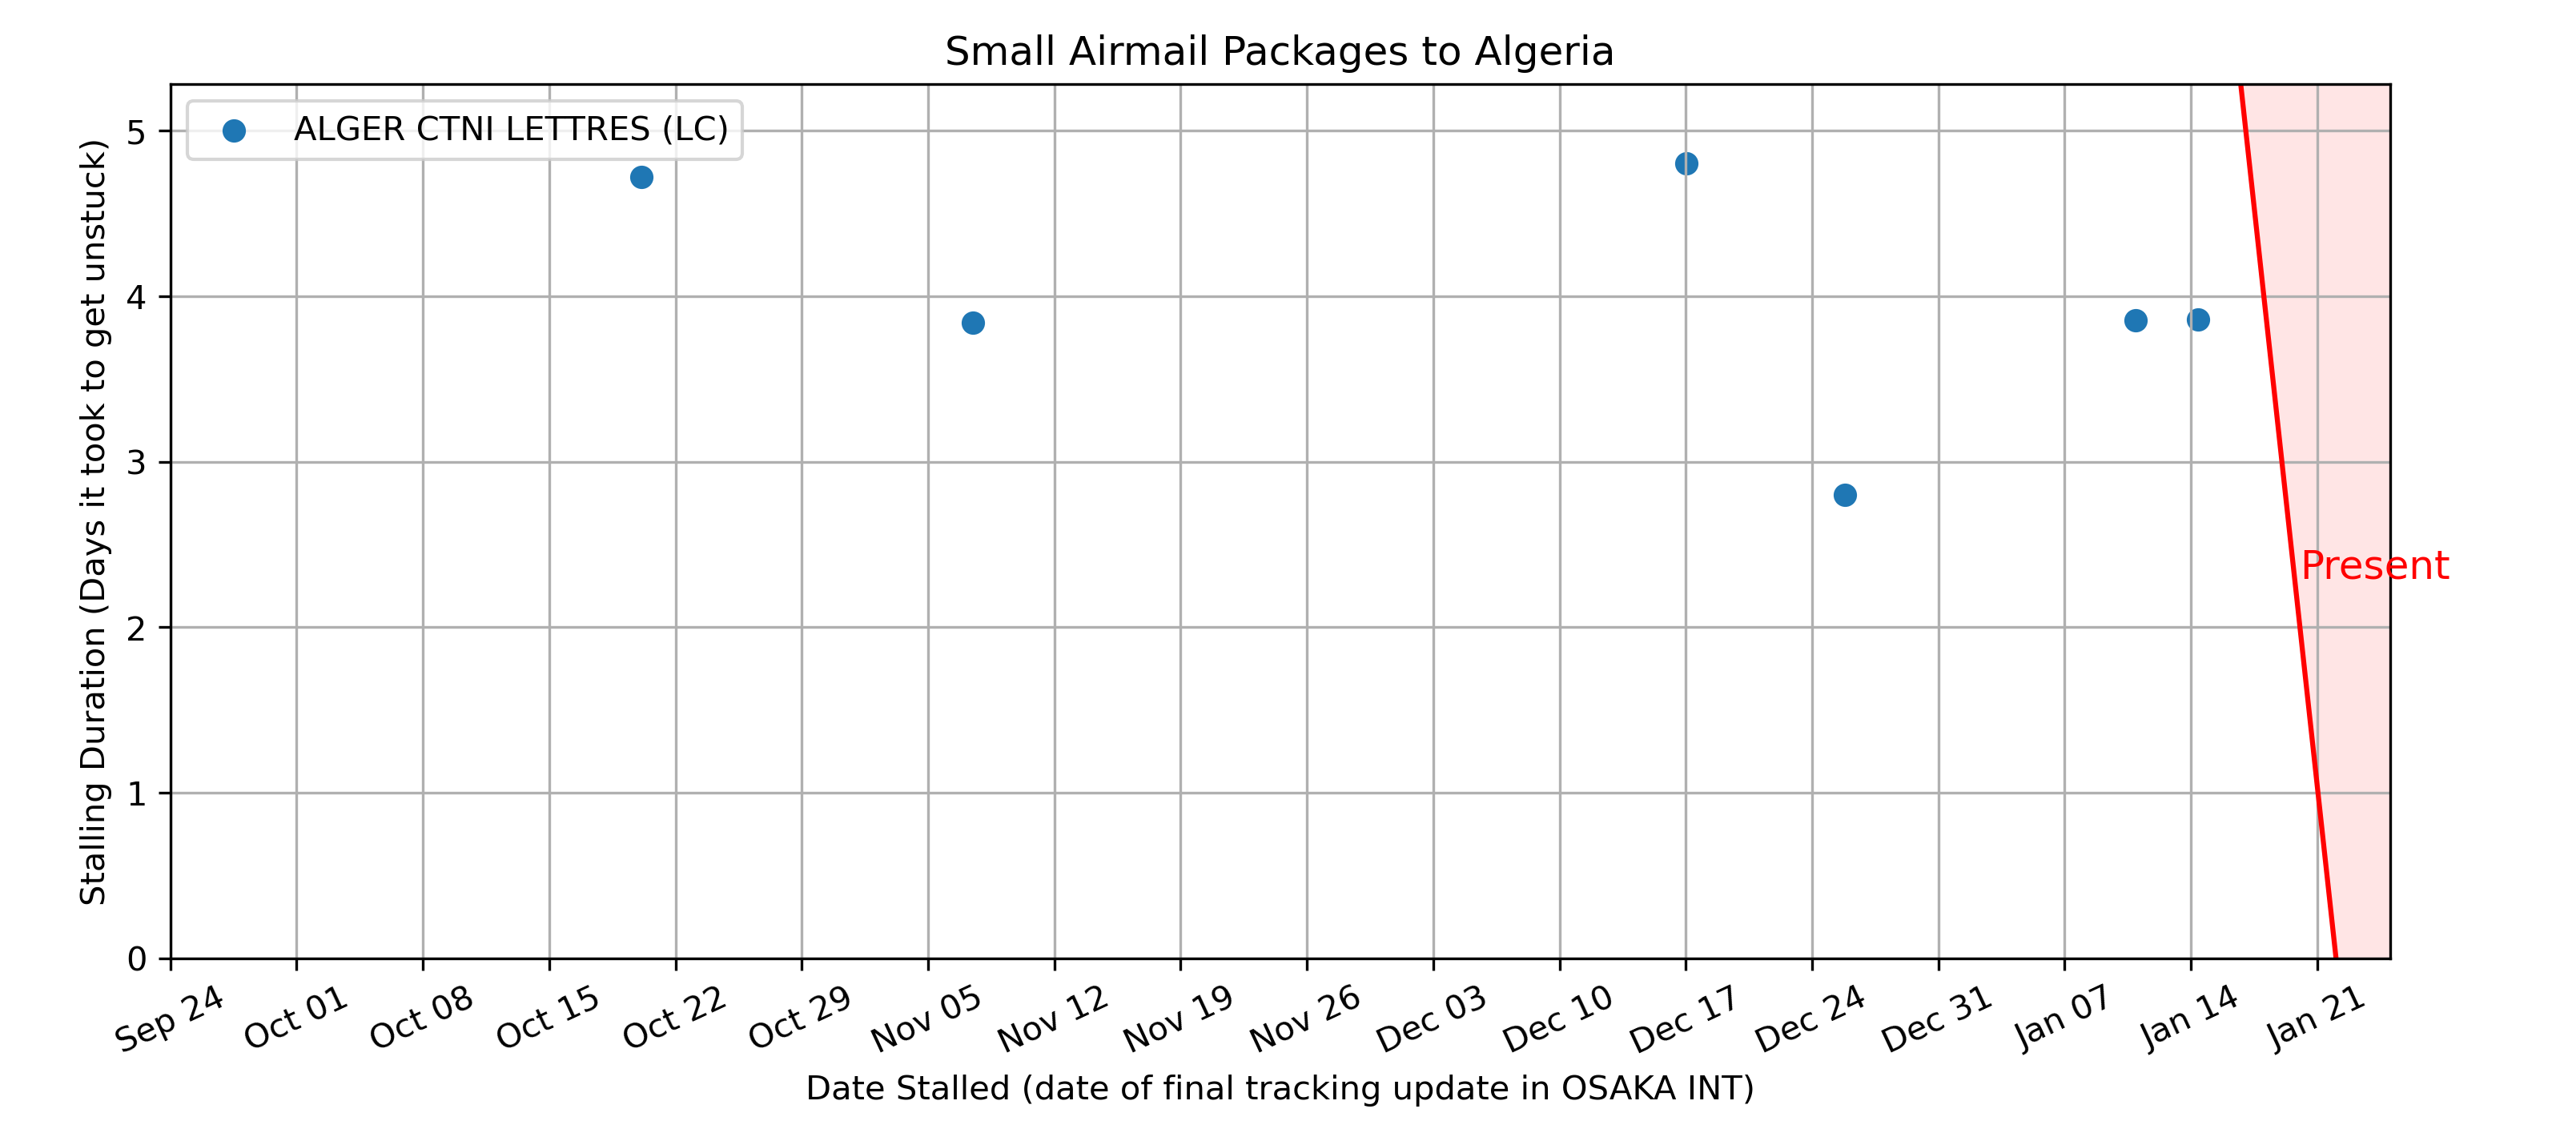 Small Airmail Packages to Algeria
ALGER CTNI LETTRES (LC)
Stalling Duration (Days it took to get unstuck)
5
4
3
2
1
0
Present
Sep 24
Oct 01
Oct 08
Oct 15
Oct 22
Oct 29
Nov 05
Nov 12
Nov 19
Nov 26
Dec 03
Dec 10
Dec 17
Dec 24
Dec 31
Jan 07
Jan 14
Jan 21
Date Stalled (date of final tracking update in OSAKA INT)